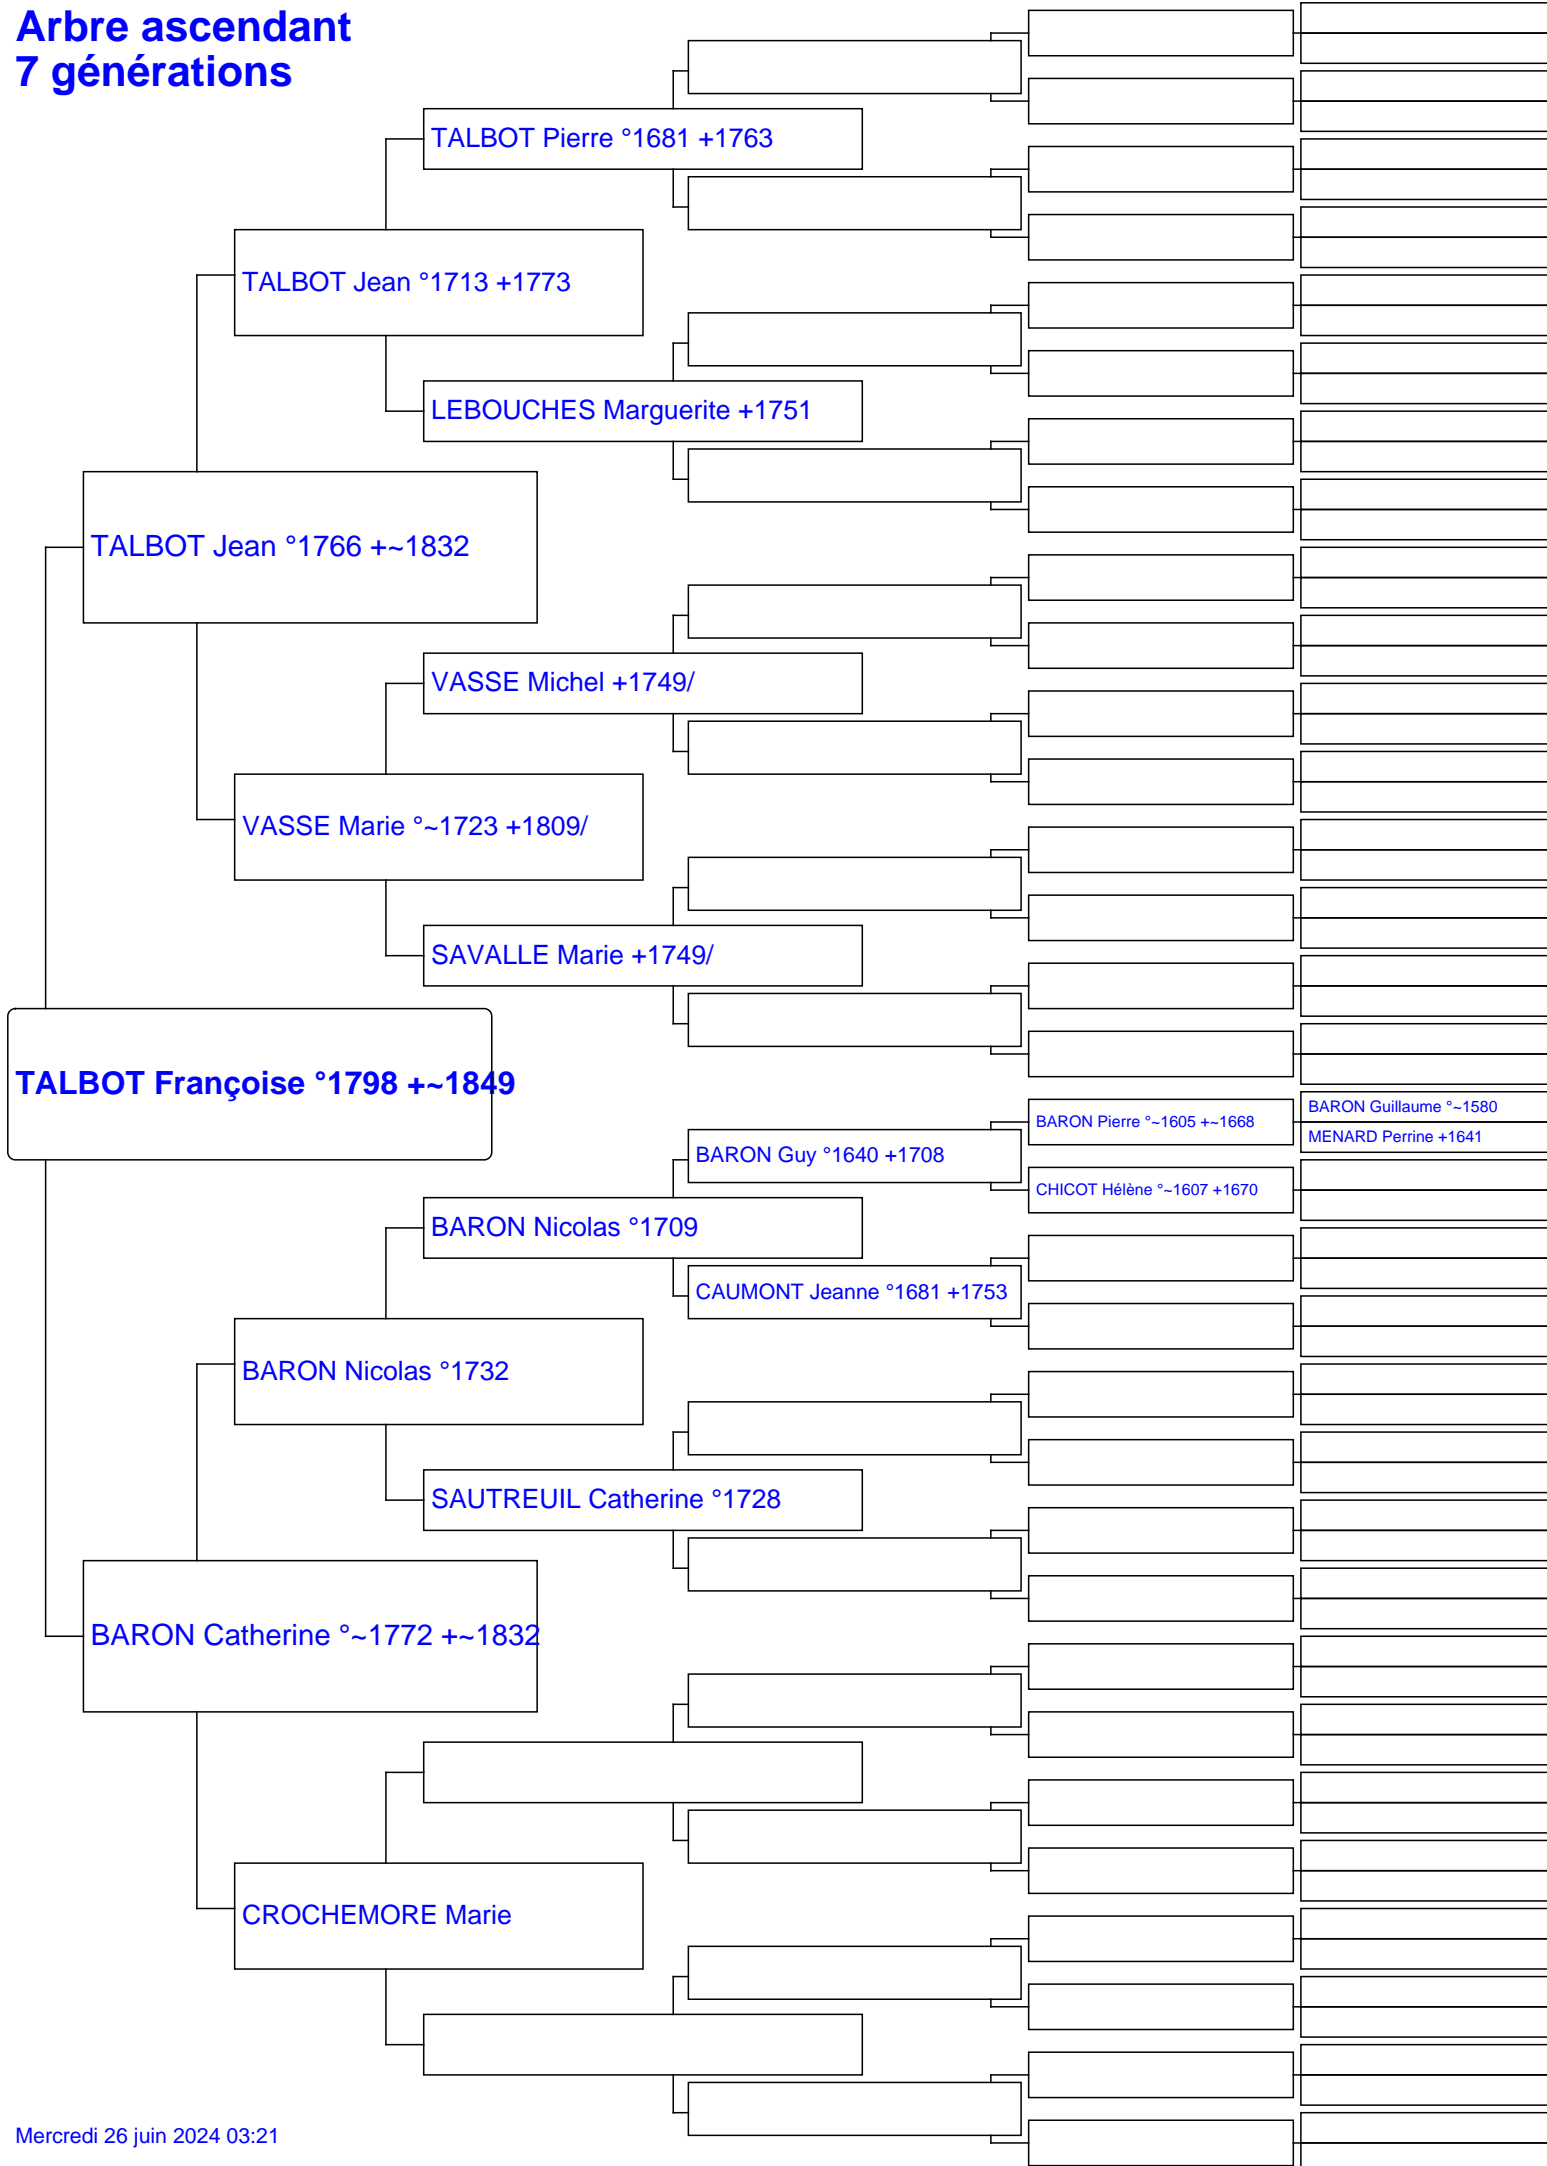 Arbre ascendant
7 générations
TALBOT Pierre °1681 +1763
TALBOT Jean °1713 +1773
LEBOUCHES Marguerite +1751
TALBOT Jean °1766 +~1832
VASSE Michel +1749/
VASSE Marie °~1723 +1809/
SAVALLE Marie +1749/
TALBOT Françoise °1798 +~1849
BARON Guillaume °~1580
BARON Pierre °~1605 +~1668
MENARD Perrine +1641
BARON Guy °1640 +1708
CHICOT Hélène °~1607 +1670
BARON Nicolas °1709
CAUMONT Jeanne °1681 +1753
BARON Nicolas °1732
SAUTREUIL Catherine °1728
BARON Catherine °~1772 +~1832
CROCHEMORE Marie
Mercredi 26 juin 2024 03:21